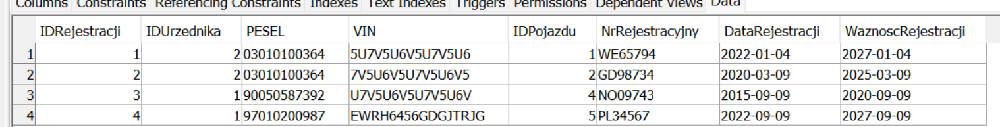 Columns Constraints Referencing Constraints Indexes Text Indexes Triggers Permissions Dependent Views Data
IDRejestracji IDUrzednika PESEL VIN IDPojazdu NrRejestracyjny DataRejestracji WaznoscRejestracji
1 1 2 03010100364 5U7V5U6V5U7V5U6 1 WE65794 2022-01-04 2027-01-04
2 2 2 03010100364 7V5U6V5U7V5U6V5 2 GD98734 2020-03-09 2025-03-09
3 3 1 90050587392 U7V5U6V5U7V5U6V 4 NO09743 2015-09-09 2020-09-09
4 4 1 97010200987 EWRH6456GDGJTRJG 5 PL34567 2022-09-09 2027-09-09